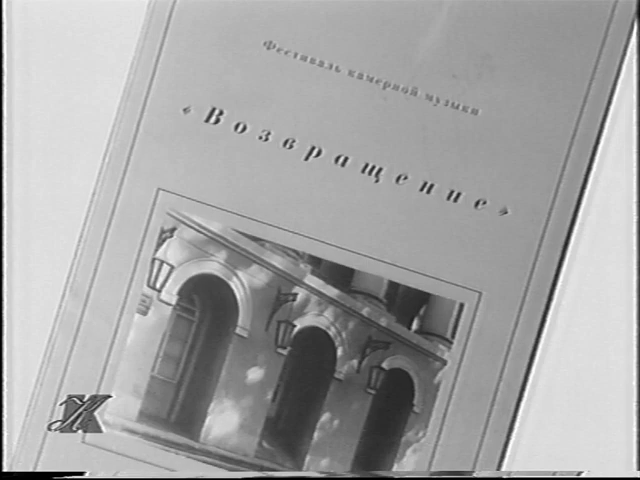 Фестиваль камерной музыки
«Возвращение»
К